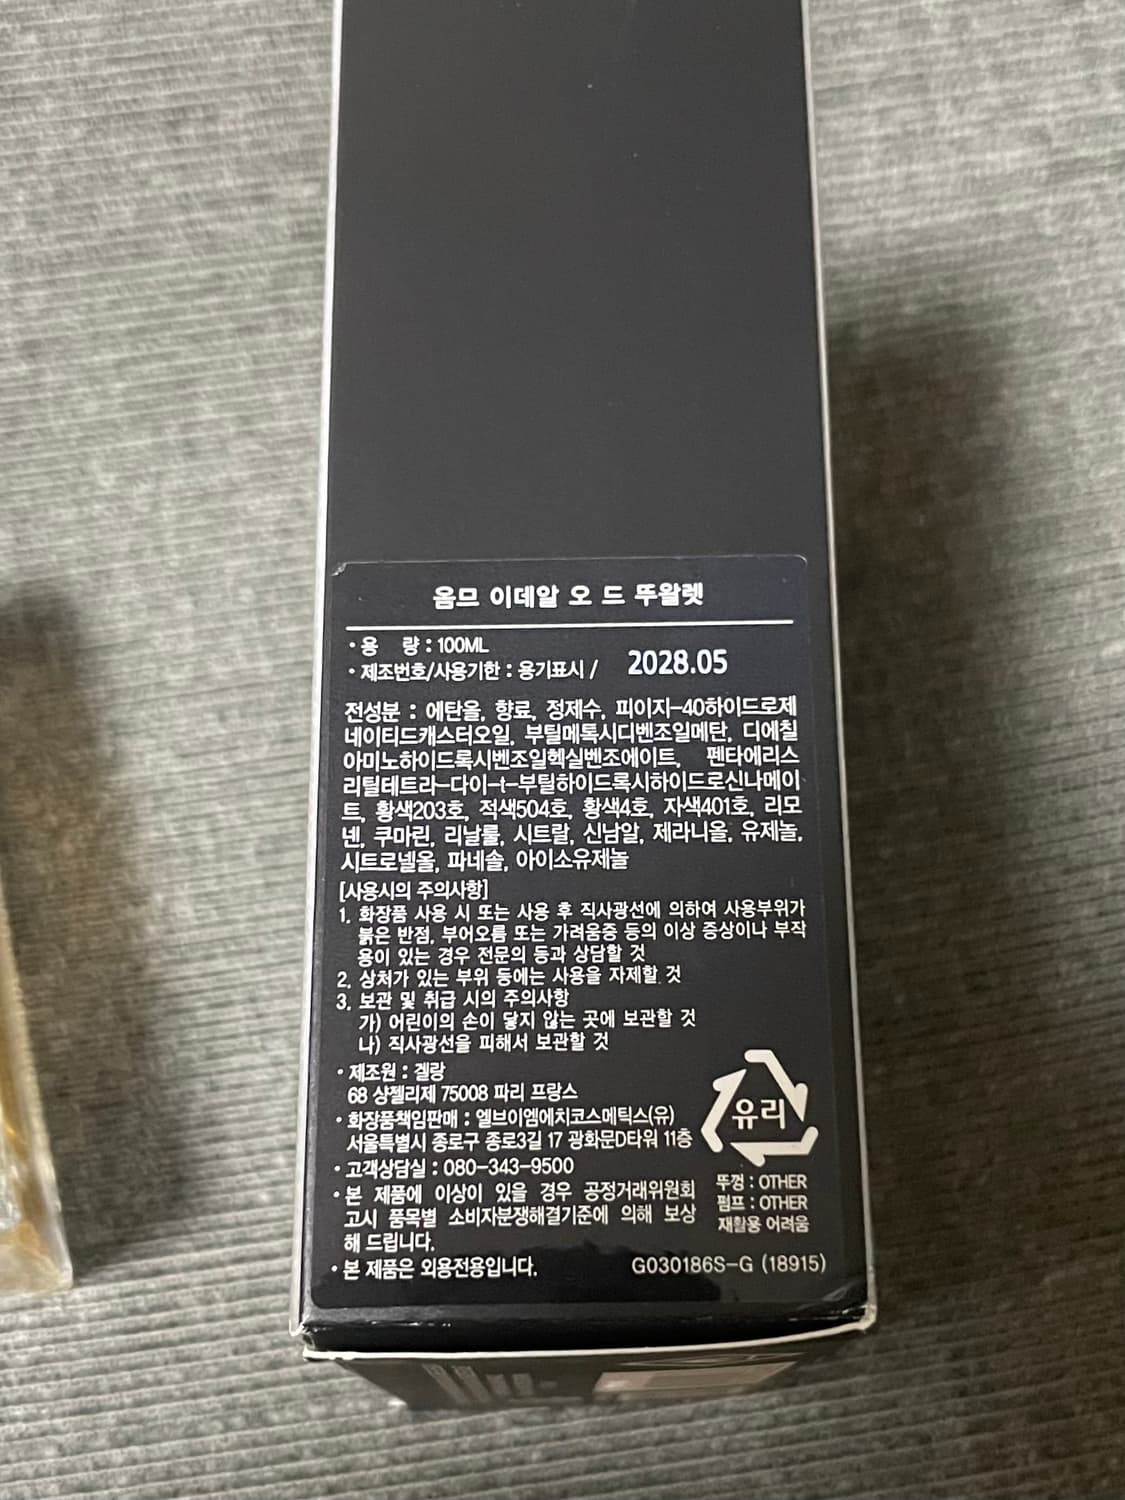 옴므 이데알 오 드 뚜왈렛
• 용 량 : 100ML
• 제조번호/사용기한 : 용기표시 / 2028.05
전성분 : 에탄올, 향료, 정제수, 피이지-40하이드로제
네이티드캐스터오일, 부틸메톡시디벤조일메탄, 디에칠
아미노하이드록시벤조일헥실벤조에이트, 펜타에리스
리틸테트라-다이-t-부틸하이드록시하이드로신나메이
트, 황색203호, 적색504호, 황색4호, 자색401호, 리모
넨, 쿠마린, 리날룰, 시트랄, 신남알, 제라니올, 유제놀,
시트로넬올, 파네솔, 아이소유제놀
[사용시의 주의사항]
1. 화장품 사용 시 또는 사용 후 직사광선에 의하여 사용부위가
붉은 반점, 부어오름 또는 가려움증 등의 이상 증상이나 부작
용이 있는 경우 전문의 등과 상담할 것
2. 상처가 있는 부위 등에는 사용을 자제할 것
3. 보관 및 취급 시의 주의사항
가) 어린이의 손이 닿지 않는 곳에 보관할 것
나) 직사광선을 피해서 보관할 것
• 제조원 : 겔랑
68 샹젤리제 75008 파리 프랑스
• 화장품책임판매 : 엘브이엠에치코스메틱스(유)
서울특별시 종로구 종로3길 17 광화문D타워 11층
• 고객상담실 : 080-343-9500
• 본 제품에 이상이 있을 경우 공정거래위원회
고시 품목별 소비자분쟁해결기준에 의해 보상
해 드립니다.
• 본 제품은 외용전용입니다.
유리
뚜껑 : OTHER
펌프 : OTHER
재활용 어려움
G030186S-G (18915)